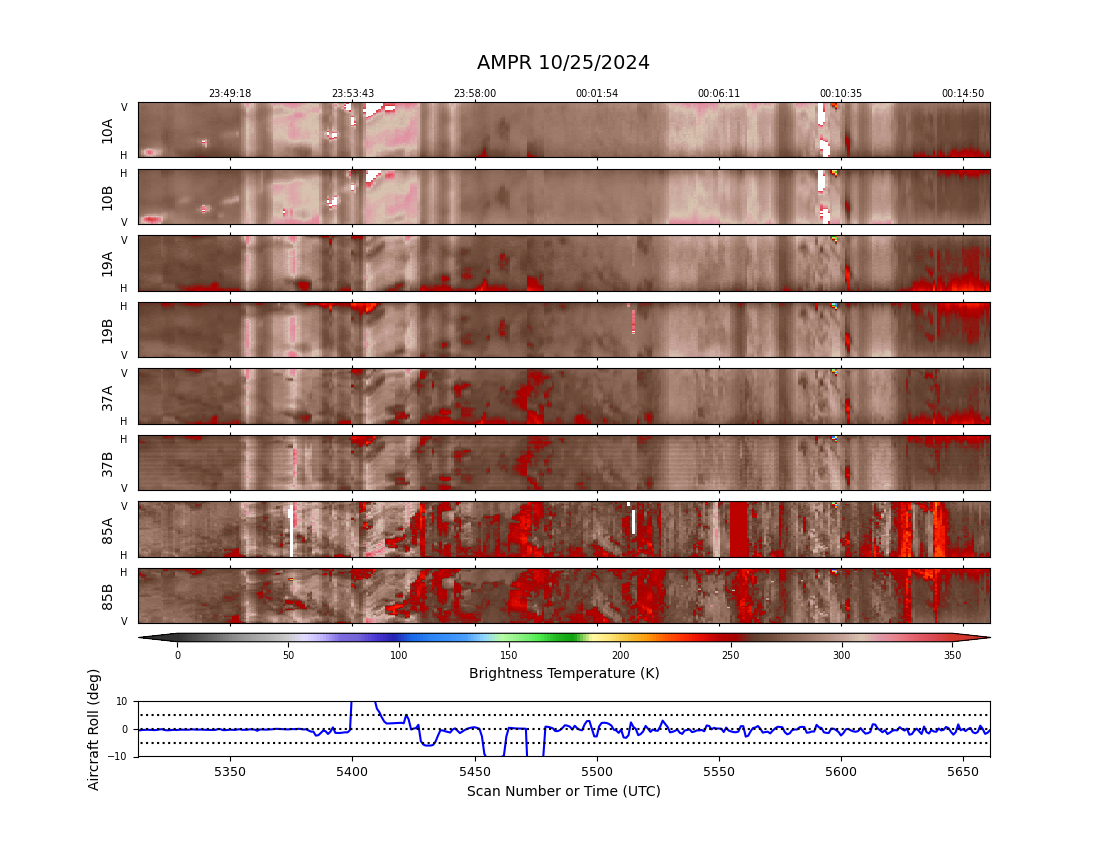 AMPR 10/25/2024
23:49:18 23:53:43 23:58:00 00:01:54 00:06:11 00:10:35 00:14:50
V
10A
H
H
10B
V
V
19A
H
H
19B
V
V
37A
H
H
37B
V
V
85A
H
H
85B
V
0 50 100 150 200 250 300 350
Brightness Temperature (K)
Aircraft Roll (deg)
10
0
−10
5350 5400 5450 5500 5550 5600 5650
Scan Number or Time (UTC)